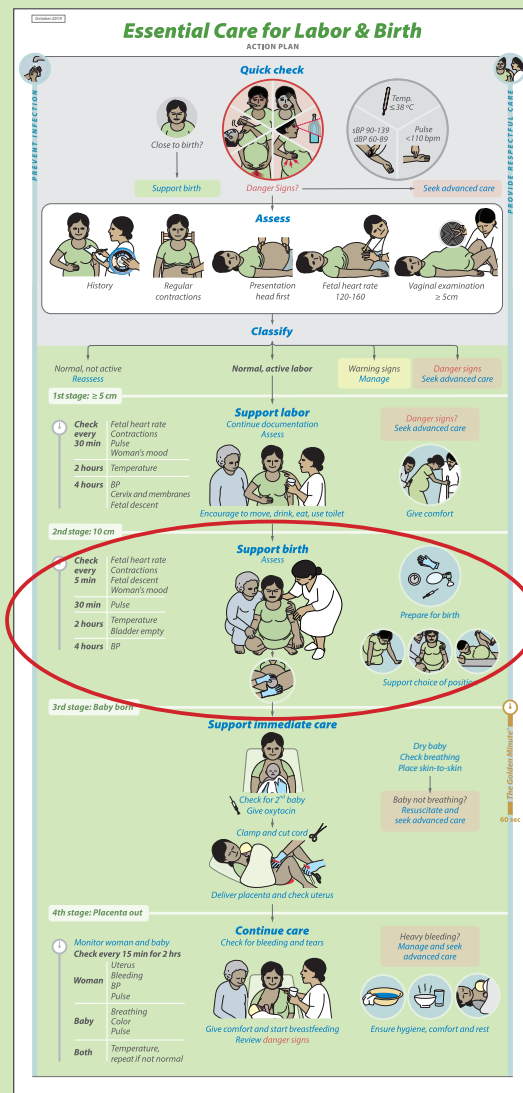 October 2019
Essential Care for Labor & Birth
ACTION PLAN
PREVENT INFECTION
PROVIDE RESPECTFUL CARE
Quick check
Close to birth?
Temp.
≤38 ºC
sBP 90-139
dBP 60-89
Pulse
<110 bpm
Support birth
Danger Signs?
Seek advanced care
Assess
History
Regular
contractions
Presentation
head first
Fetal heart rate
120-160
Vaginal examination
≥ 5cm
Classify
Normal, not active
Reassess
Normal, active labor
Warning signs
Manage
Danger signs
Seek advanced care
1st stage: ≥ 5 cm
Support labor
Continue documentation
Assess
Check every 30 min
Fetal heart rate
Contractions
Pulse
Woman's mood
2 hours
Temperature
4 hours
BP
Cervix and membranes
Fetal descent
Encourage to move, drink, eat, use toilet
Danger signs?
Seek advanced care
Give comfort
2nd stage: 10 cm
Support birth
Assess
Check every 5 min
Fetal heart rate
Contractions
Fetal descent
Woman's mood
30 min
Pulse
2 hours
Temperature
Bladder empty
4 hours
BP
Prepare for birth
Support choice of position
3rd stage: Baby born
Support immediate care
Check for 2nd baby
Give oxytocin
Clamp and cut cord
Deliver placenta and check uterus
Dry baby
Check breathing
Place skin-to-skin
Baby not breathing?
Resuscitate and
seek advanced care
The Golden Minute®
60 sec
4th stage: Placenta out
Continue care
Check for bleeding and tears
Monitor woman and baby
Check every 15 min for 2 hrs
Woman
Uterus
Bleeding
BP
Pulse
Baby
Breathing
Color
Pulse
Both
Temperature,
repeat if not normal
Give comfort and start breastfeeding
Review danger signs
Heavy bleeding?
Manage and seek
advanced care
Ensure hygiene, comfort and rest